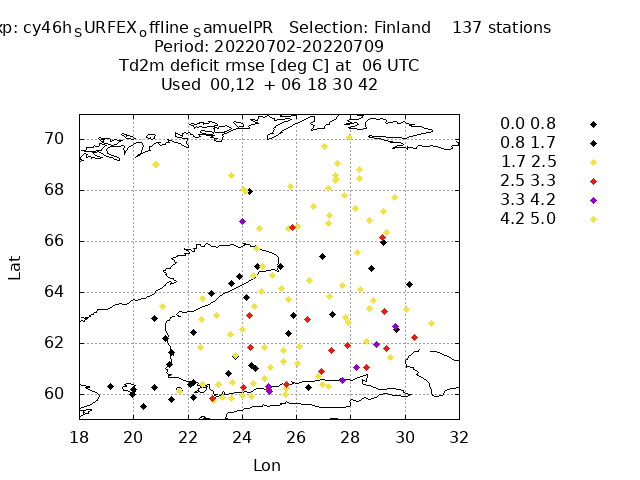 xp: cy46h_SURFEX_offline_SamuelPR Selection: Finland 137 stations
Period: 20220702-20220709
Td2m deficit rmse [deg C] at 06 UTC
Used 00,12 + 06 18 30 42
0.0 0.8
0.8 1.7
1.7 2.5
2.5 3.3
3.3 4.2
4.2 5.0
70
68
66
64
62
60
Lat
18 20 22 24 26 28 30 32
Lon